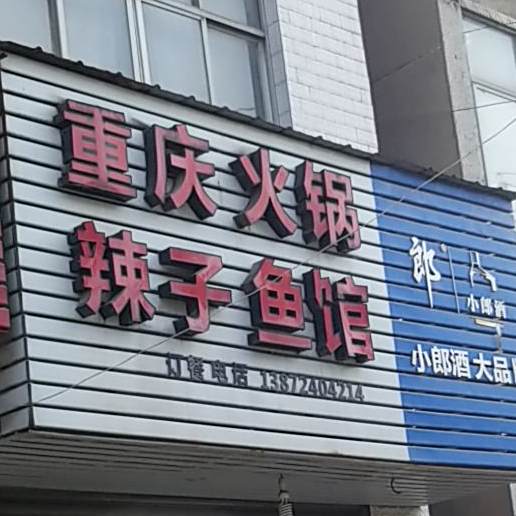 重庆火锅
辣子鱼馆
订餐电话 13872404214
郎
小郎酒
小郎酒 大品